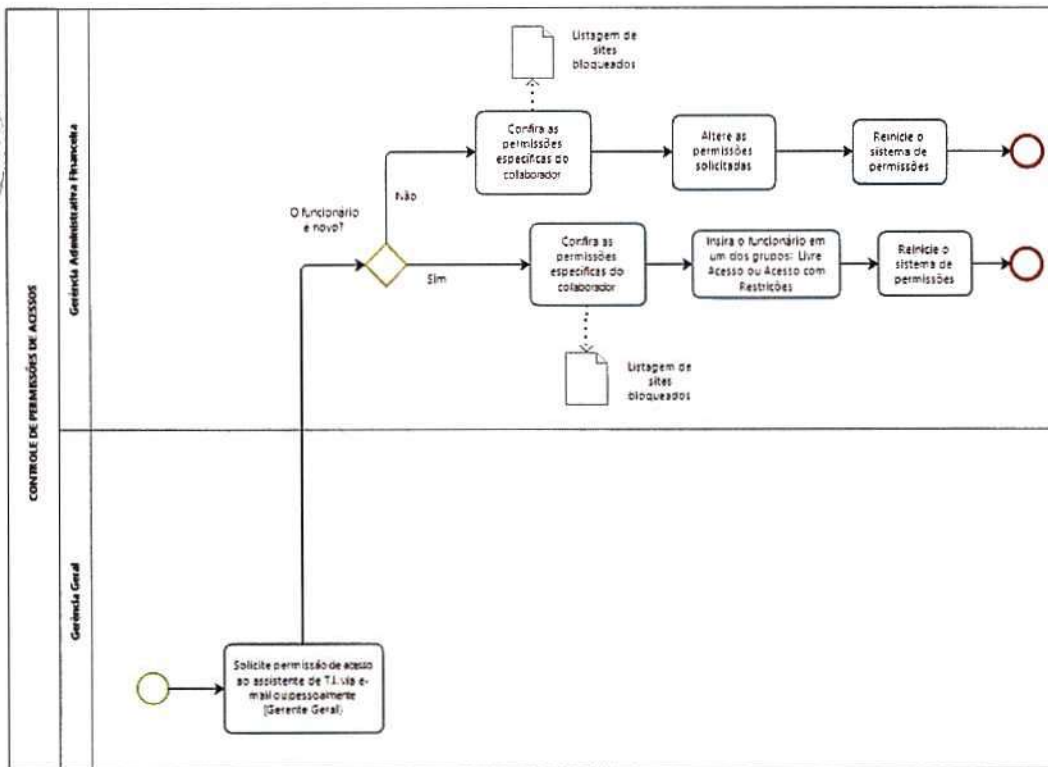 CONTROLE DE PERMISSÕES DE ACESSOS
Gerência Administrativa Financeira
Listagem de
sites
bloqueados
Confira as
permissões
específicas do
colaborador
Altere as
permissões
solicitadas
Reinicie o
sistema de
permissões
Não
O funcionário
é novo?
Sim
Confira as
permissões
específicas do
colaborador
Insira o funcionário em
um dos grupos: Livre
Acesso ou Acesso com
Restrições
Reinicie o
sistema de
permissões
Listagem de
sites
bloqueados
Gerência Geral
Solicite permissão de acesso
ao assistente de T.I. via e-
mail ou pessoalmente
(Gerente Geral)